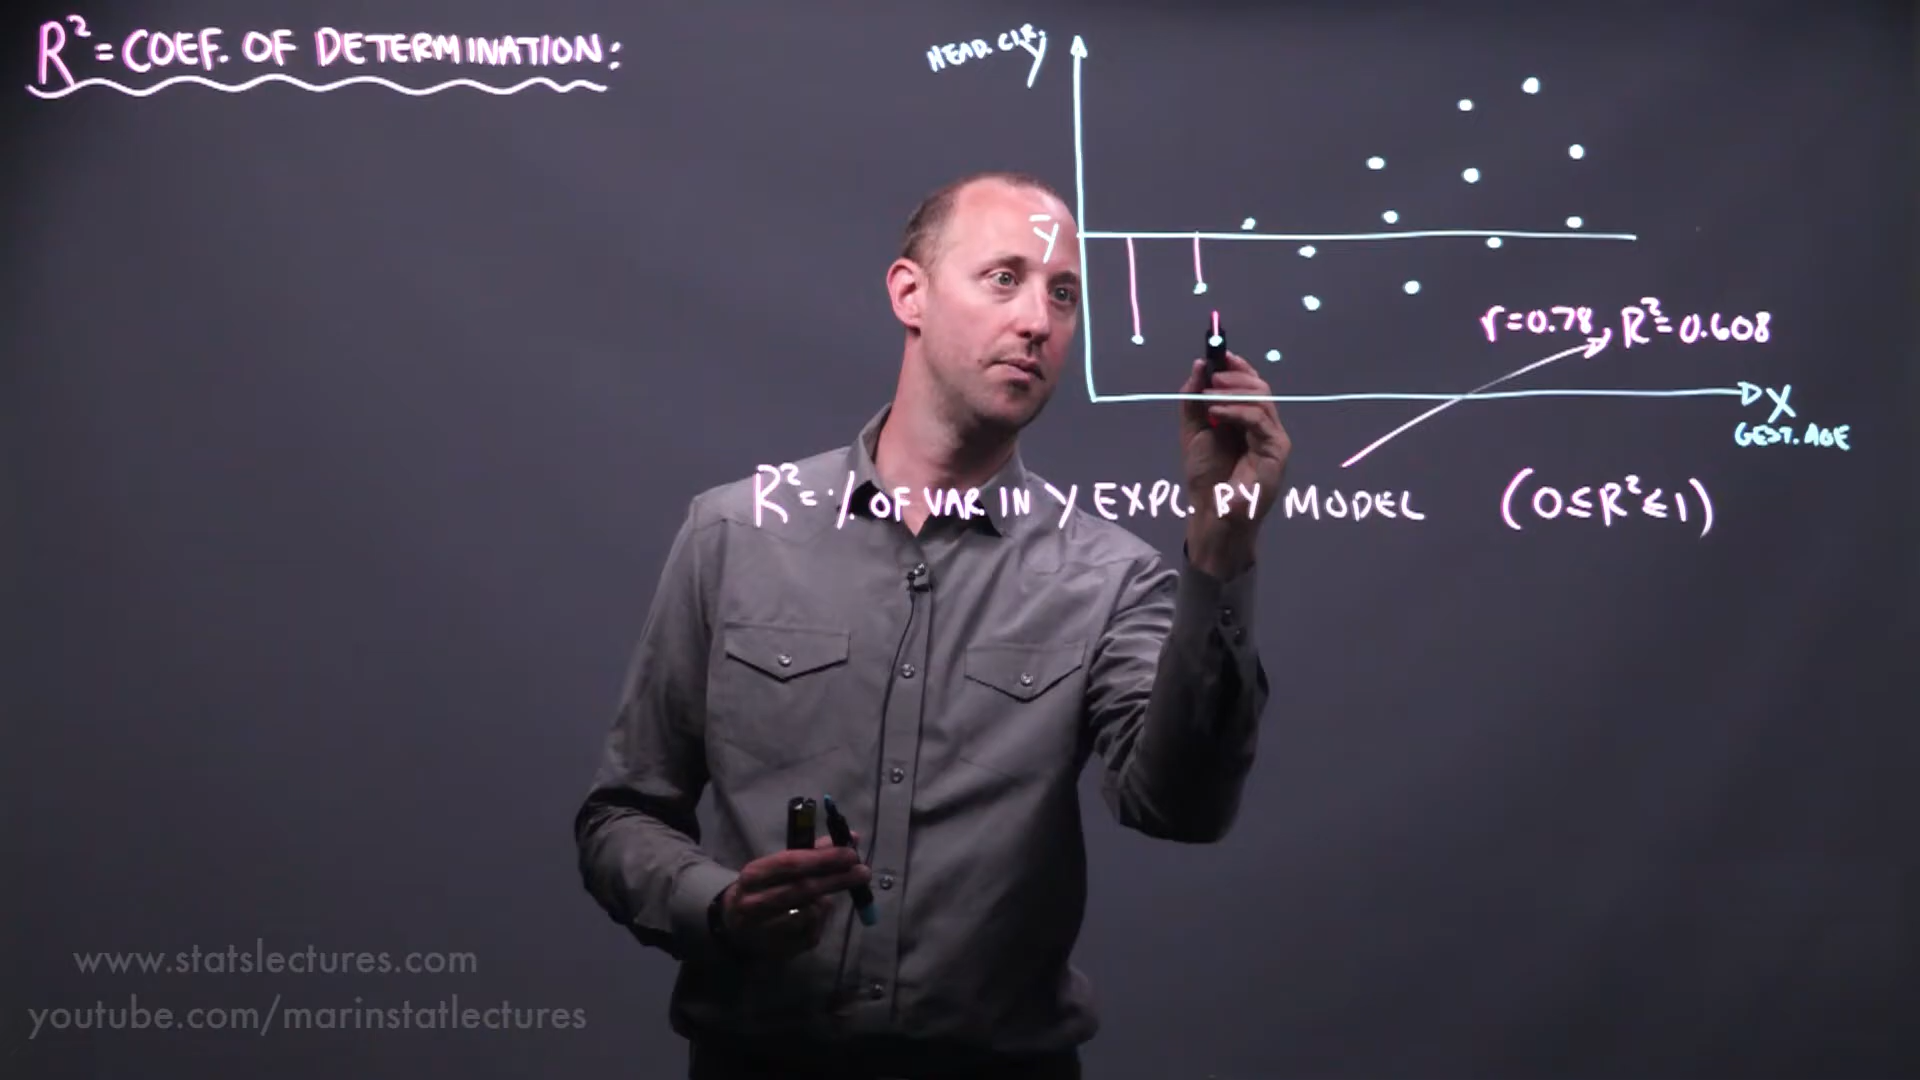 R²= COEF. OF DETERMINATION:
HEAD. CIR.
Y
Ȳ
r=0.78, R²=0.608
X
GEST. AGE
R²= % OF VAR. IN Y EXPL. BY MODEL (0≤R²≤1)
www.statslectures.com
youtube.com/marinstatlectures